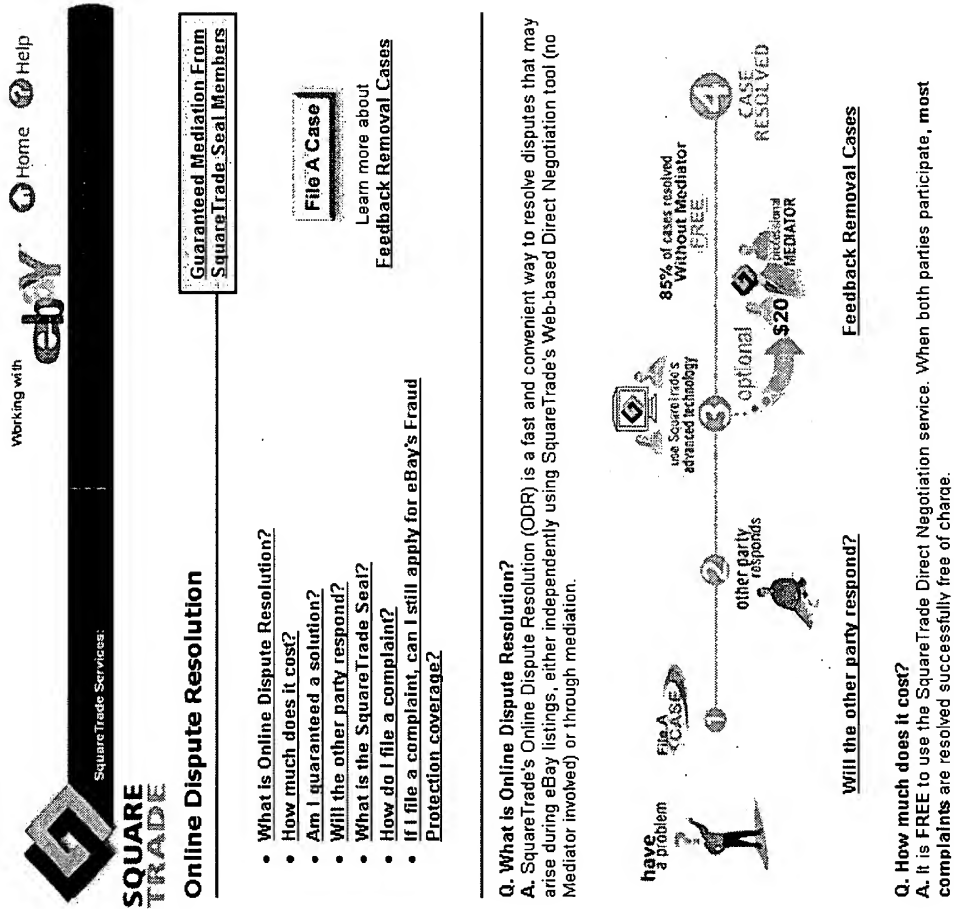 Working with
ebaY
Home
Help
SquareTrade Services:
SQUARE
TRADE
Online Dispute Resolution
Guaranteed Mediation From
SquareTrade Seal Members
• What is Online Dispute Resolution?
• How much does it cost?
• Am I guaranteed a solution?
• Will the other party respond?
• What is the SquareTrade Seal?
• How do I file a complaint?
• If I file a complaint, can I still apply for eBay's Fraud
Protection coverage?
File A Case
Learn more about
Feedback Removal Cases
Q. What is Online Dispute Resolution?
A. SquareTrade's Online Dispute Resolution (ODR) is a fast and convenient way to resolve disputes that may
arise during eBay listings, either independently using SquareTrade's Web-based Direct Negotiation tool (no
Mediator involved) or through mediation.
have
a problem
?
File A
CASE
1
other party
responds
2
use SquareTrade's
advanced technology
3
optional
$20
professional
MEDIATOR
85% of cases resolved
Without Mediator
FREE
4
CASE
RESOLVED
Will the other party respond?
Feedback Removal Cases
Q. How much does it cost?
A. It is FREE to use the SquareTrade Direct Negotiation service. When both parties participate, most
complaints are resolved successfully free of charge.